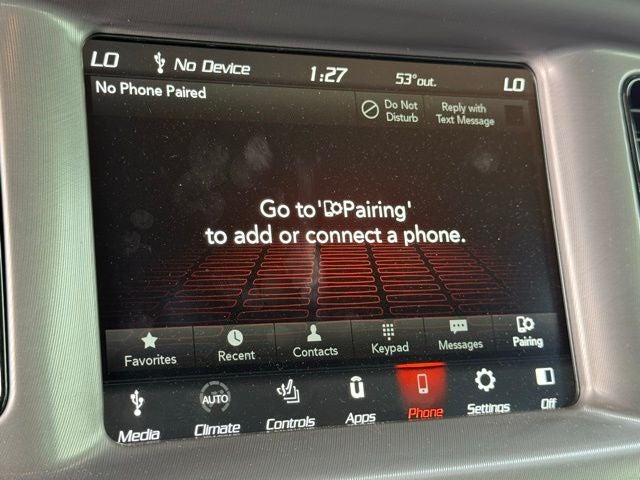 LO No Device 1:27 53°out. LO
No Phone Paired
Do Not
Disturb
Reply with
Text Message
Go to 'Pairing'
to add or connect a phone.
Favorites Recent Contacts Keypad Messages Pairing
AUTO
Media Climate Controls Apps Phone Settings Off